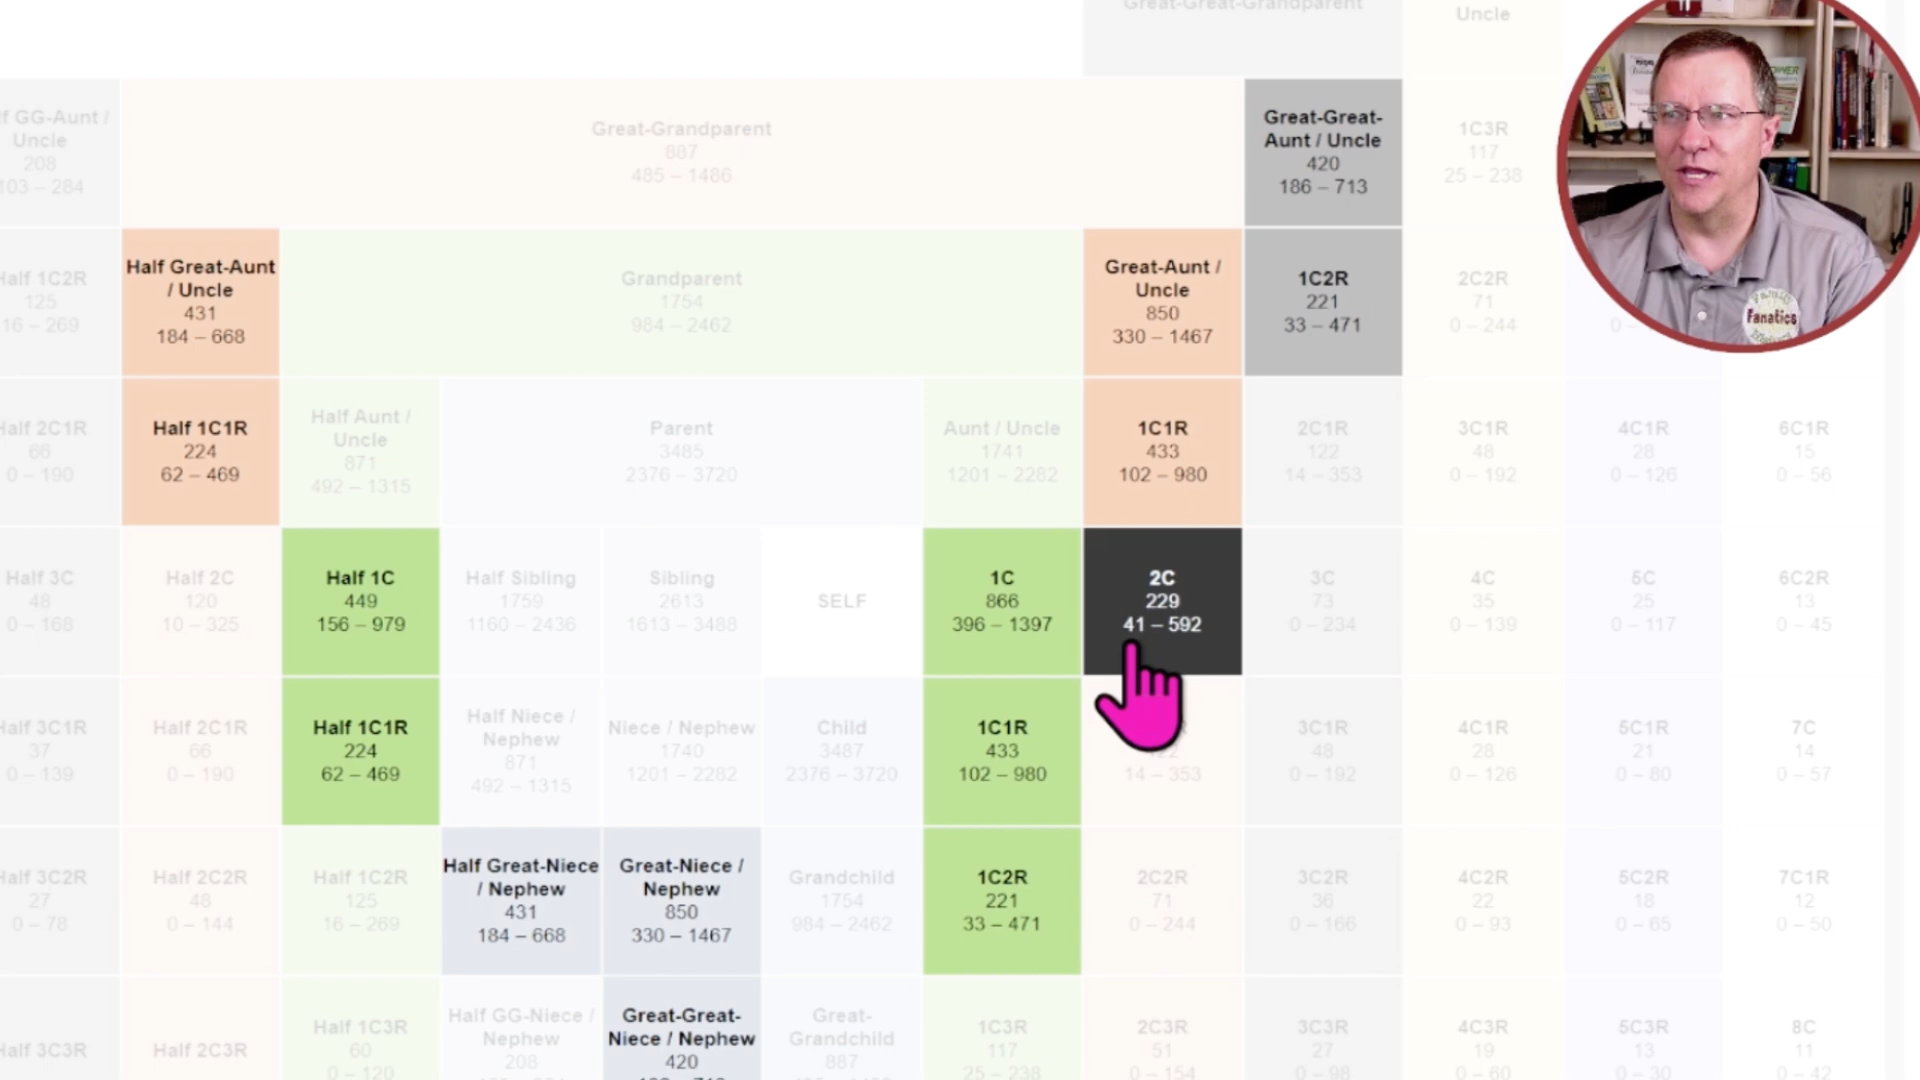 Great-Great-Grandparent
Uncle
lf GG-Aunt /
Uncle
208
103 – 284
Great-Grandparent
887
485 – 1486
Great-Great-
Aunt / Uncle
420
186 – 713
1C3R
117
25 – 238
Half 1C2R
125
16 – 269
Half Great-Aunt
/ Uncle
431
184 – 668
Grandparent
1754
984 – 2462
Great-Aunt /
Uncle
850
330 – 1467
1C2R
221
33 – 471
2C2R
71
0 – 244
Fanatics
Half 2C1R
66
0 – 190
Half 1C1R
224
62 – 469
Half Aunt /
Uncle
871
492 – 1315
Parent
3485
2376 – 3720
Aunt / Uncle
1741
1201 – 2282
1C1R
433
102 – 980
2C1R
122
14 – 353
3C1R
48
0 – 192
4C1R
28
0 – 126
6C1R
15
0 – 56
Half 3C
48
0 – 168
Half 2C
120
10 – 325
Half 1C
449
156 – 979
Half Sibling
1759
1160 – 2436
Sibling
2613
1613 – 3488
SELF
1C
866
396 – 1397
2C
229
41 – 592
3C
73
0 – 234
4C
35
0 – 139
5C
25
0 – 117
6C2R
13
0 – 45
Half 3C1R
37
0 – 139
Half 2C1R
66
0 – 190
Half 1C1R
224
62 – 469
Half Niece /
Nephew
871
492 – 1315
Niece / Nephew
1740
1201 – 2282
Child
3487
2376 – 3720
1C1R
433
102 – 980
14 – 353
3C1R
48
0 – 192
4C1R
28
0 – 126
5C1R
21
0 – 80
7C
14
0 – 57
Half 3C2R
27
0 – 78
Half 2C2R
48
0 – 144
Half 1C2R
125
16 – 269
Half Great-Niece
/ Nephew
431
184 – 668
Great-Niece /
Nephew
850
330 – 1467
Grandchild
1754
984 – 2462
1C2R
221
33 – 471
2C2R
71
0 – 244
3C2R
36
0 – 166
4C2R
22
0 – 93
5C2R
18
0 – 65
7C1R
12
0 – 50
Half 3C3R
Half 2C3R
Half 1C3R
60
0 – 120
Half GG-Niece /
Nephew
208
Great-Great-
Niece / Nephew
420
Great-
Grandchild
887
1C3R
117
25 – 238
2C3R
51
0 – 154
3C3R
27
0 – 98
4C3R
19
0 – 60
5C3R
13
0 – 30
8C
11
0 – 42